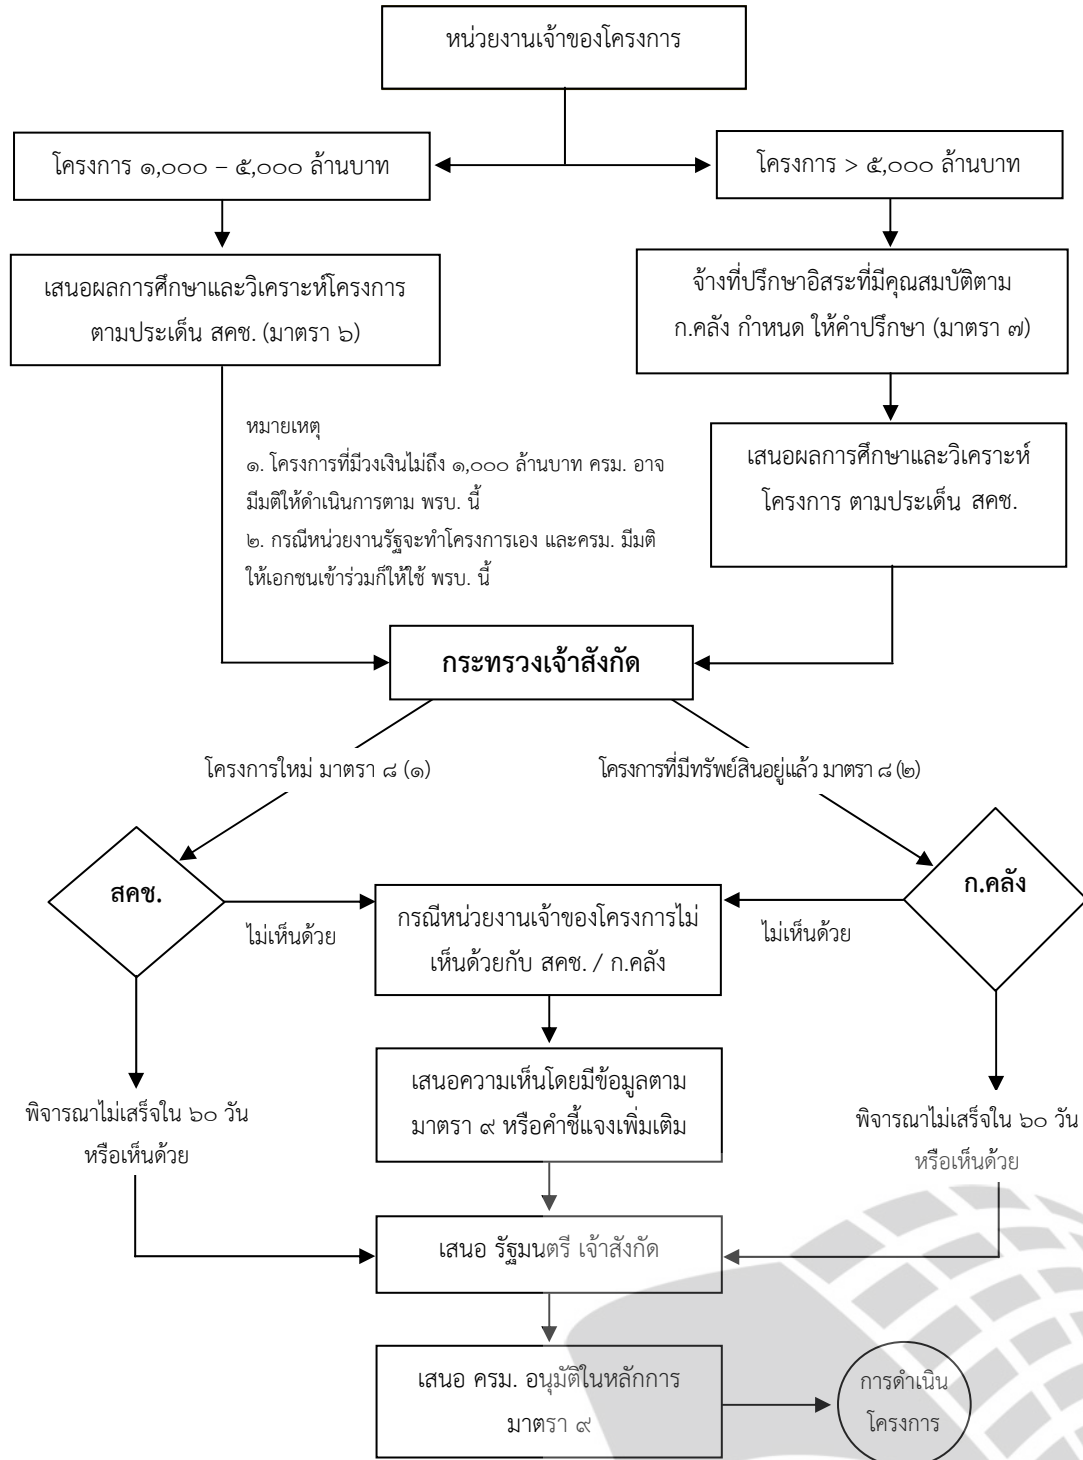 หน่วยงานเจ้าของโครงการ
โครงการ ๑,๐๐๐ – ๕,๐๐๐ ล้านบาท
โครงการ > ๕,๐๐๐ ล้านบาท
เสนอผลการศึกษาและวิเคราะห์โครงการ
ตามประเด็น สคช. (มาตรา ๖)
จ้างที่ปรึกษาอิสระที่มีคุณสมบัติตาม
ก.คลัง กำหนด ให้คำปรึกษา (มาตรา ๗)
หมายเหตุ
๑. โครงการที่มีวงเงินไม่ถึง ๑,๐๐๐ ล้านบาท ครม. อาจ
มีมติให้ดำเนินการตาม พรบ. นี้
๒. กรณีหน่วยงานรัฐจะทำโครงการเอง และครม. มีมติ
ให้เอกชนเข้าร่วมก็ให้ใช้ พรบ. นี้
เสนอผลการศึกษาและวิเคราะห์
โครงการ ตามประเด็น สคช.
กระทรวงเจ้าสังกัด
โครงการใหม่ มาตรา ๘ (๑)
โครงการที่มีทรัพย์สินอยู่แล้ว มาตรา ๘ (๒)
สคช.
ก.คลัง
ไม่เห็นด้วย
กรณีหน่วยงานเจ้าของโครงการไม่
เห็นด้วยกับ สคช. / ก.คลัง
ไม่เห็นด้วย
เสนอความเห็นโดยมีข้อมูลตาม
มาตรา ๙ หรือคำชี้แจงเพิ่มเติม
พิจารณาไม่เสร็จใน ๖๐ วัน
หรือเห็นด้วย
พิจารณาไม่เสร็จใน ๖๐ วัน
หรือเห็นด้วย
เสนอ รัฐมนตรี เจ้าสังกัด
เสนอ ครม. อนุมัติในหลักการ
มาตรา ๙
การดำเนิน
โครงการ